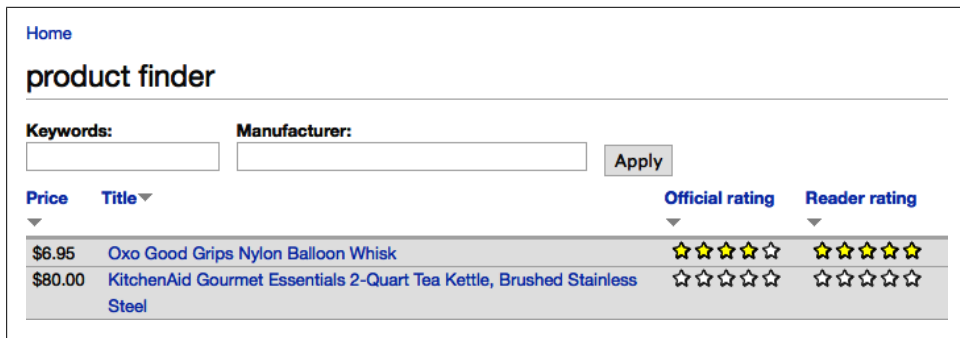 Home
product finder
Keywords: Manufacturer:
Apply
Price Title Official rating Reader rating
$6.95 Oxo Good Grips Nylon Balloon Whisk
$80.00 KitchenAid Gourmet Essentials 2-Quart Tea Kettle, Brushed Stainless
Steel